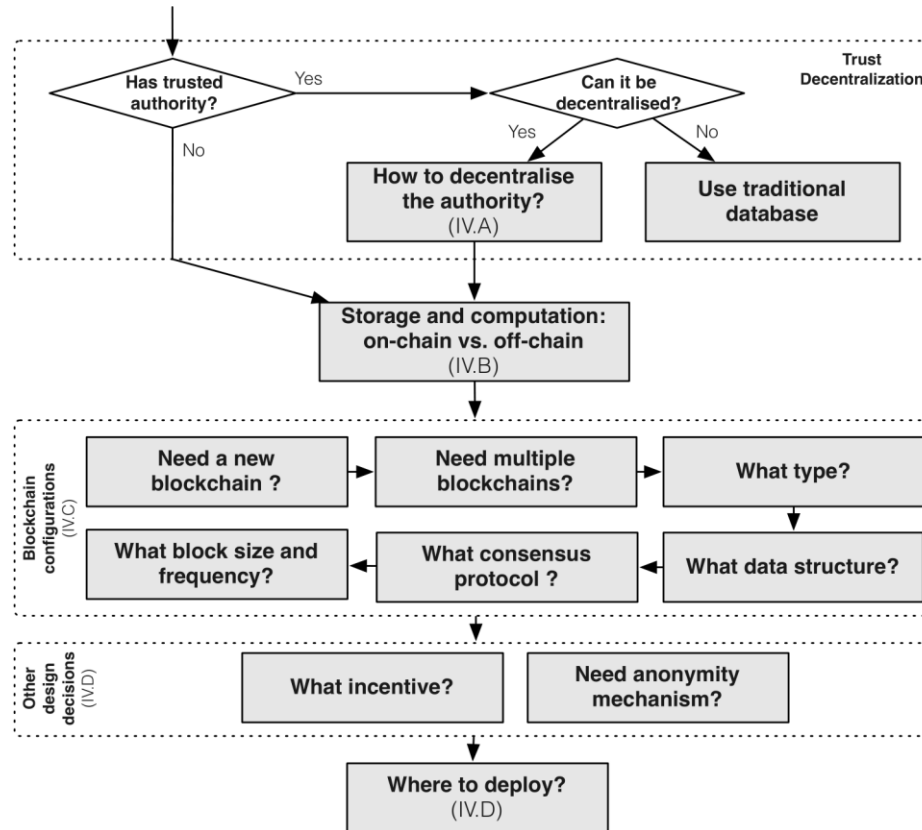 Trust
Decentralization
Has trusted
authority?
Yes
Can it be
decentralised?
No
Yes
No
How to decentralise
the authority?
(IV.A)
Use traditional
database
Storage and computation:
on-chain vs. off-chain
(IV.B)
Blockchain
configurations
(IV.C)
Need a new
blockchain ?
Need multiple
blockchains?
What type?
What block size and
frequency?
What consensus
protocol ?
What data structure?
Other
design
decisions
(IV.D)
What incentive?
Need anonymity
mechanism?
Where to deploy?
(IV.D)